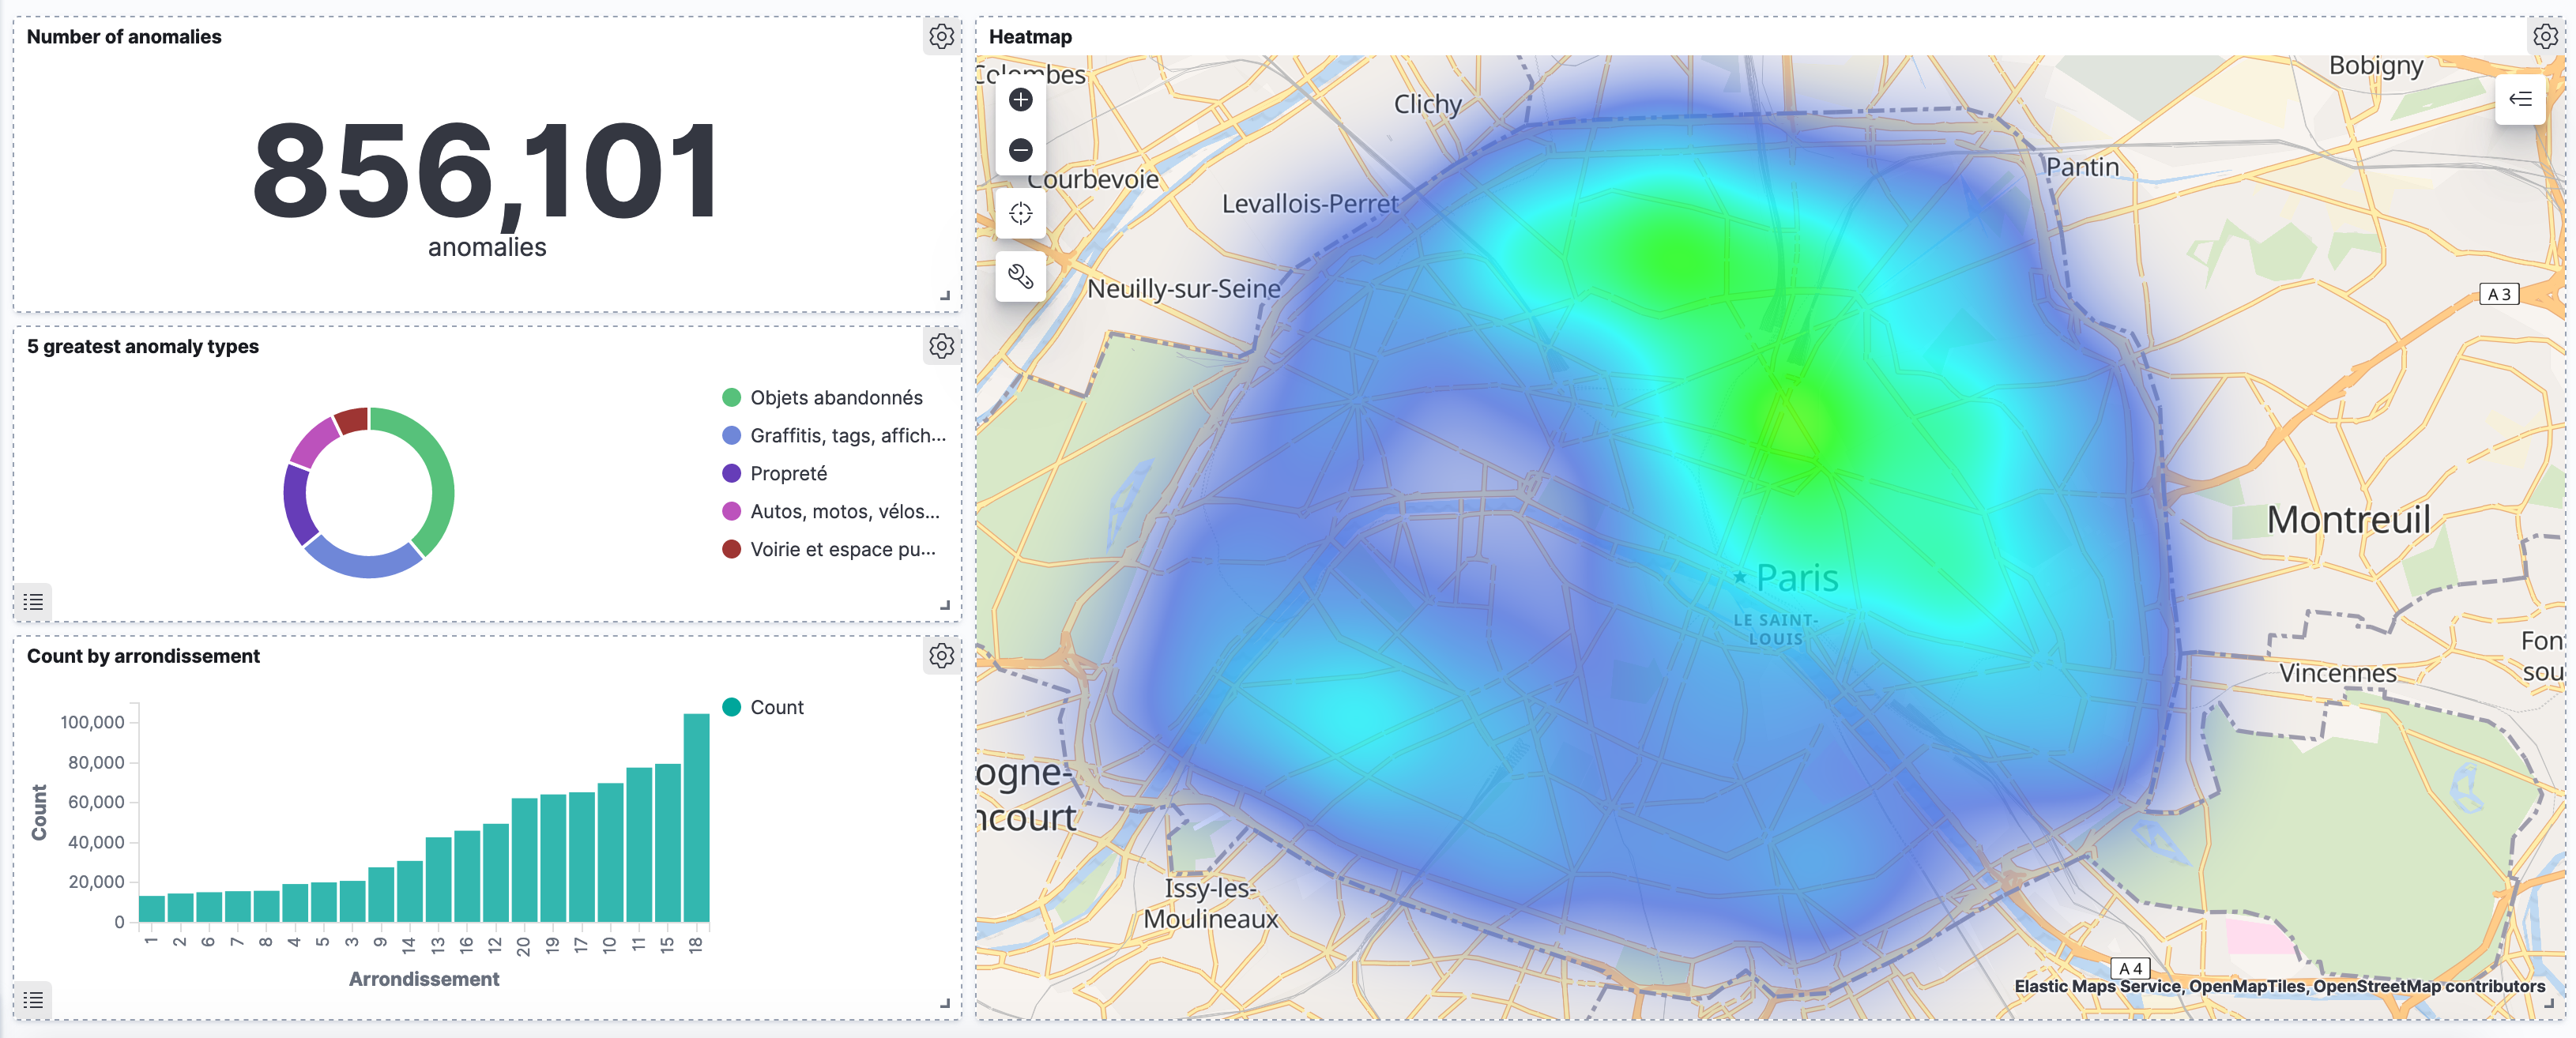 Number of anomalies
856,101
anomalies
5 greatest anomaly types
Objets abandonnés
Graffitis, tags, affich...
Propreté
Autos, motos, vélos...
Voirie et espace pu...
Count by arrondissement
Count
100,000
80,000
60,000
40,000
20,000
0
Count
1 2 6 7 8 4 5 3 9 14 13 16 12 20 19 17 10 11 15 18
Arrondissement
Heatmap
Colombes
Bobigny
Clichy
Pantin
Courbevoie
Levallois-Perret
Neuilly-sur-Seine
A 3
Montreuil
Paris
LE SAINT-
LOUIS
Fon
sou
Vincennes
ogne-
ncourt
Issy-les-
Moulineaux
A 4
Elastic Maps Service, OpenMapTiles, OpenStreetMap contributors